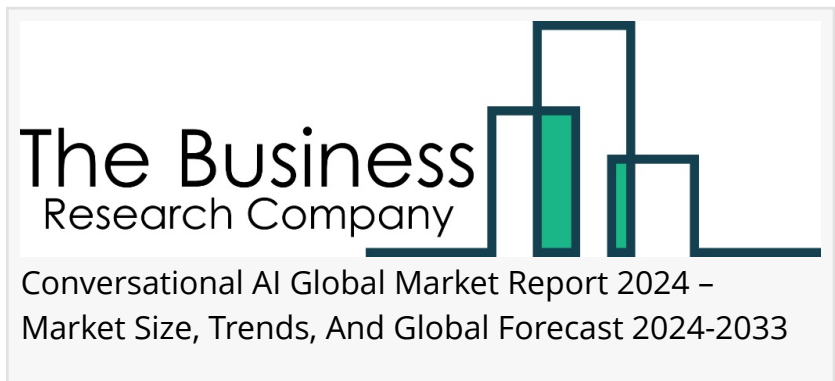 The Business
Research Company
Conversational AI Global Market Report 2024 –
Market Size, Trends, And Global Forecast 2024-2033